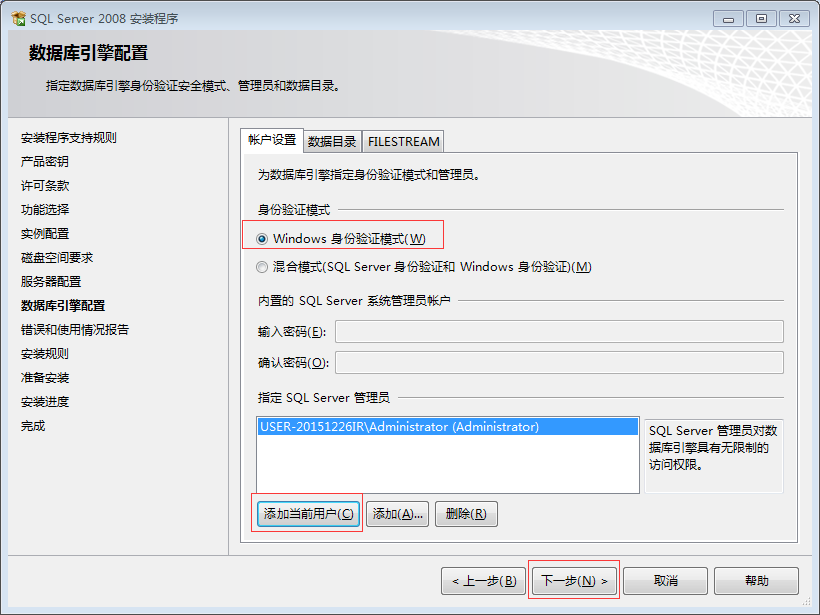 SQL Server 2008 安装程序
数据库引擎配置
指定数据库引擎身份验证安全模式、管理员和数据目录。
安装程序支持规则
产品密钥
许可条款
功能选择
实例配置
磁盘空间要求
服务器配置
数据库引擎配置
错误和使用情况报告
安装规则
准备安装
安装进度
完成
帐户设置 数据目录 FILESTREAM
为数据库引擎指定身份验证模式和管理员。
身份验证模式
Windows 身份验证模式(W)
混合模式(SQL Server 身份验证和 Windows 身份验证)(M)
内置的 SQL Server 系统管理员帐户
输入密码(E):
确认密码(O):
指定 SQL Server 管理员
USER-20151226IR\Administrator (Administrator)
SQL Server 管理员对数
据库引擎具有无限制的
访问权限。
添加当前用户(C) 添加(A)... 删除(R)
< 上一步(B) 下一步(N) > 取消 帮助